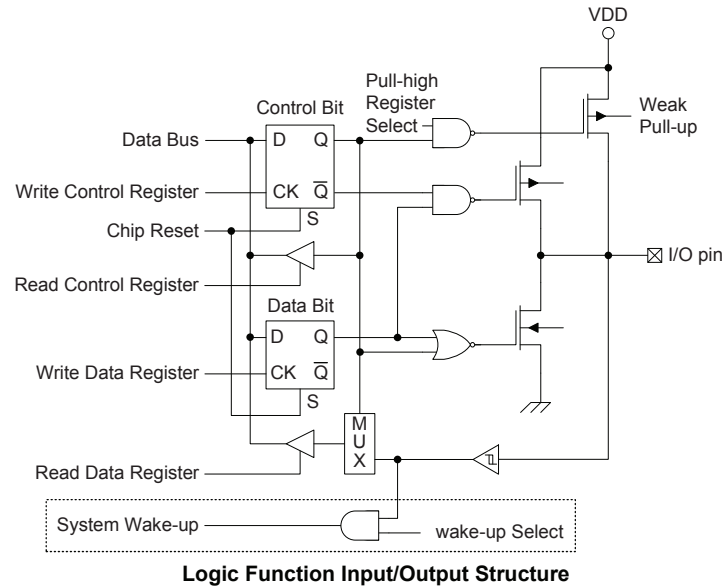 VDD
Pull-high
Register
Select
Control Bit
Weak
Pull-up
Data Bus
D Q
Write Control Register
CK Q̅
S
Chip Reset
I/O pin
Read Control Register
Data Bit
D Q
Write Data Register
CK Q̅
S
M
U
X
Read Data Register
System Wake-up
wake-up Select
Logic Function Input/Output Structure